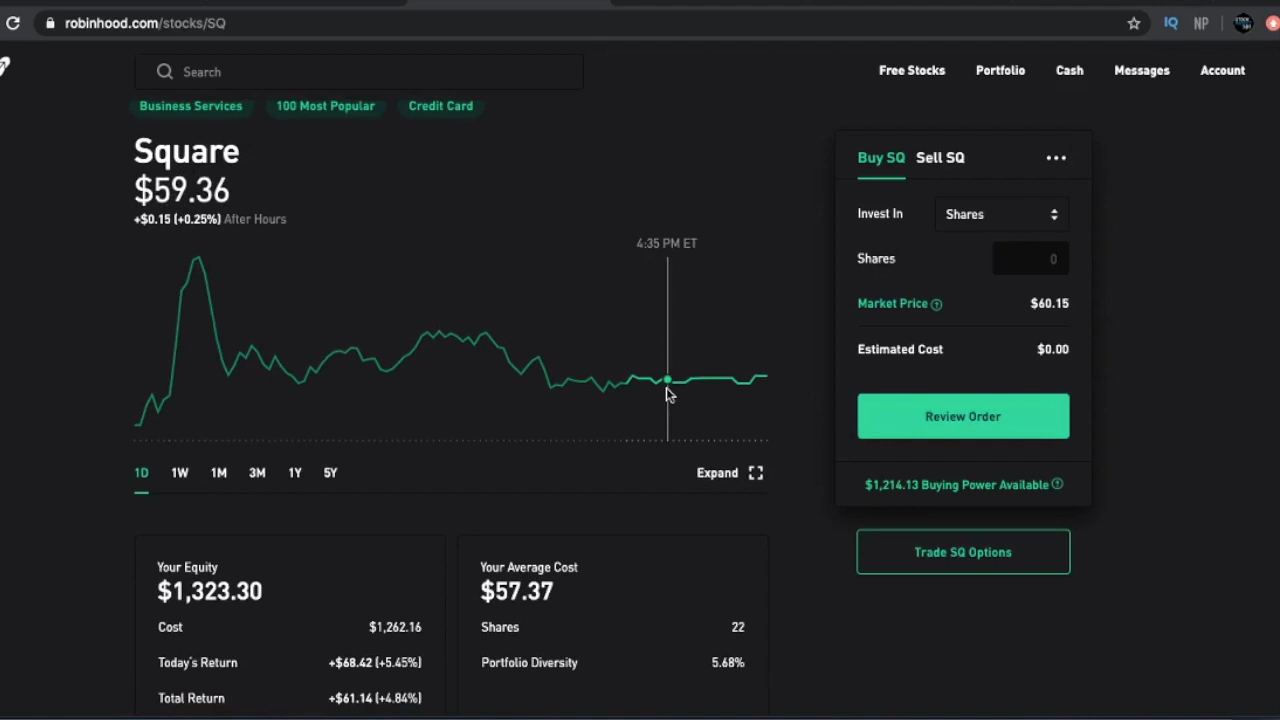 robinhood.com/stocks/SQ
IQ
NP
Search
Free Stocks
Portfolio
Cash
Messages
Account
Business Services
100 Most Popular
Credit Card
Square
$59.36
+$0.15 (+0.25%) After Hours
4:35 PM ET
1D
1W
1M
3M
1Y
5Y
Expand
Your Equity
$1,323.30
Cost $1,262.16
Today's Return +$68.42 (+5.45%)
Total Return +$61.14 (+4.84%)
Your Average Cost
$57.37
Shares 22
Portfolio Diversity 5.68%
Buy SQ Sell SQ
Invest In Shares
Shares 0
Market Price $60.15
Estimated Cost $0.00
Review Order
$1,214.13 Buying Power Available
Trade SQ Options